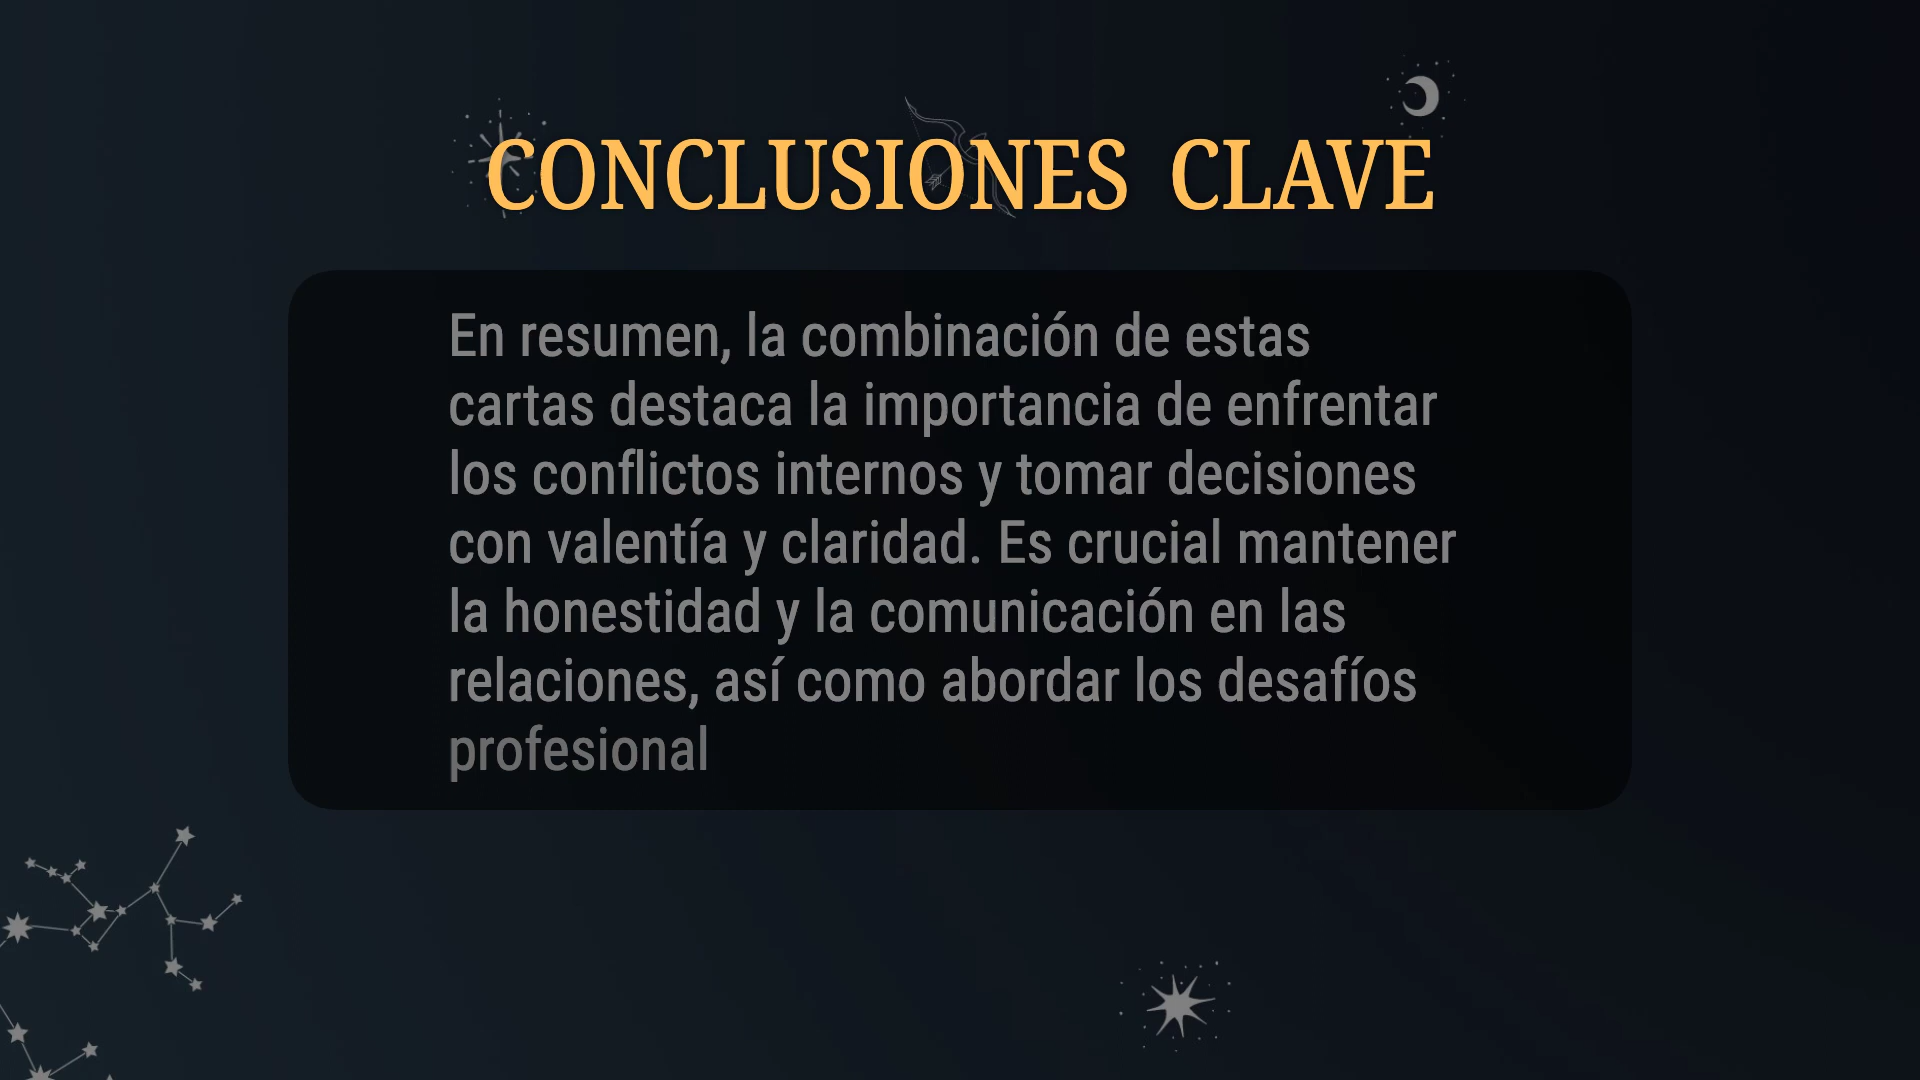 CONCLUSIONES CLAVE
En resumen, la combinación de estas
cartas destaca la importancia de enfrentar
los conflictos internos y tomar decisiones
con valentía y claridad. Es crucial mantener
la honestidad y la comunicación en las
relaciones, así como abordar los desafíos
profesional